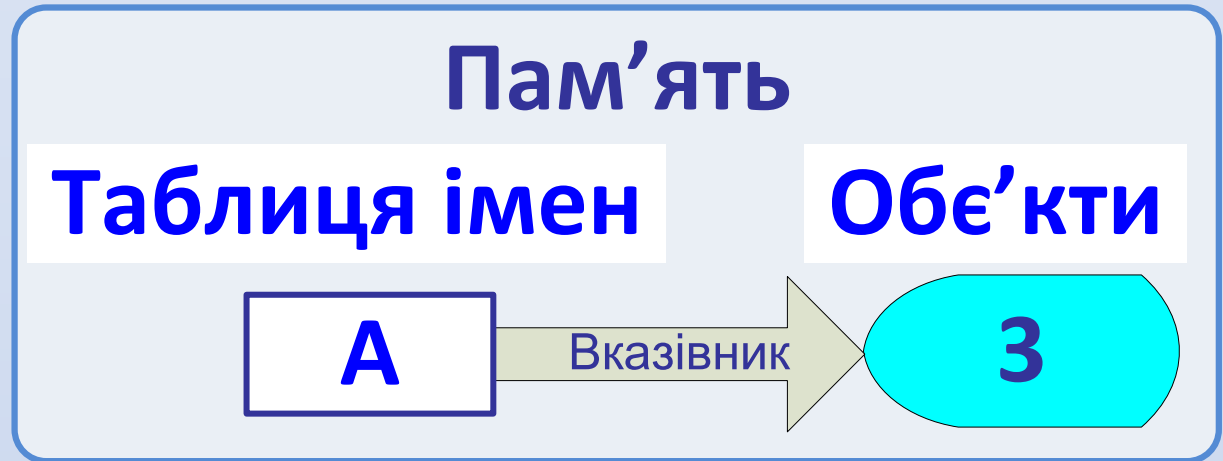 Пам’ять
Таблиця імен
Обє’кти
А
Вказівник
3